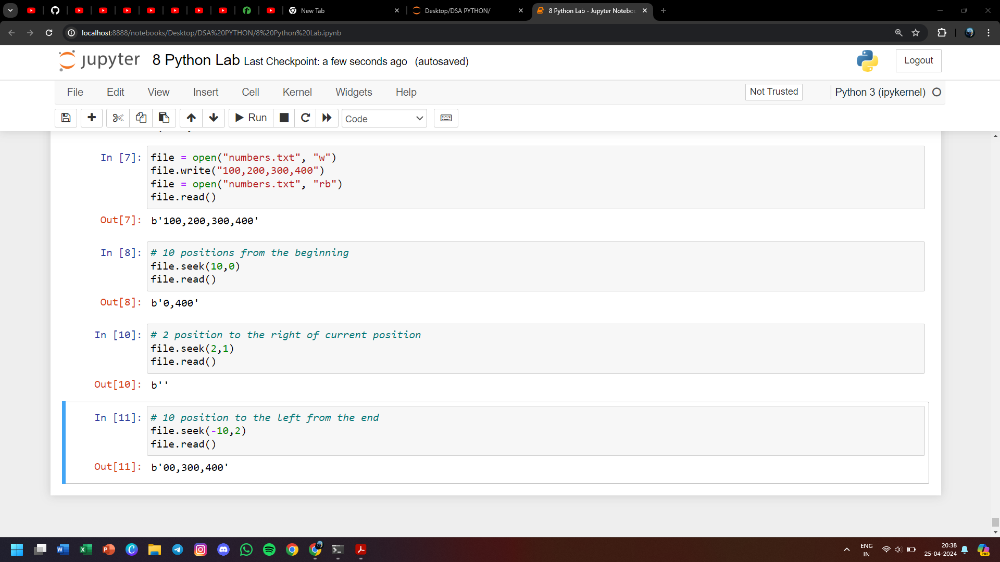 New Tab
Desktop/DSA PYTHON/
8 Python Lab - Jupyter Noteboo
localhost:8888/notebooks/Desktop/DSA%20PYTHON/8%20Python%20Lab.ipynb
jupyter 8 Python Lab Last Checkpoint: a few seconds ago (autosaved)
Logout
File Edit View Insert Cell Kernel Widgets Help
Not Trusted
Python 3 (ipykernel)
Run
Code
In [7]: file = open("numbers.txt", "w")
file.write("100,200,300,400")
file = open("numbers.txt", "rb")
file.read()
Out[7]: b'100,200,300,400'
In [8]: # 10 positions from the beginning
file.seek(10,0)
file.read()
Out[8]: b'0,400'
In [10]: # 2 position to the right of current position
file.seek(2,1)
file.read()
Out[10]: b''
In [11]: # 10 position to the left from the end
file.seek(-10,2)
file.read()
Out[11]: b'00,300,400'
ENG
IN
20:38
25-04-2024
PRE